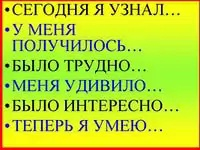 •СЕГОДНЯ Я УЗНАЛ…
•У МЕНЯ
ПОЛУЧИЛОСЬ…
•БЫЛО ТРУДНО…
•МЕНЯ УДИВИЛО…
•БЫЛО ИНТЕРЕСНО…
•ТЕПЕРЬ Я УМЕЮ…